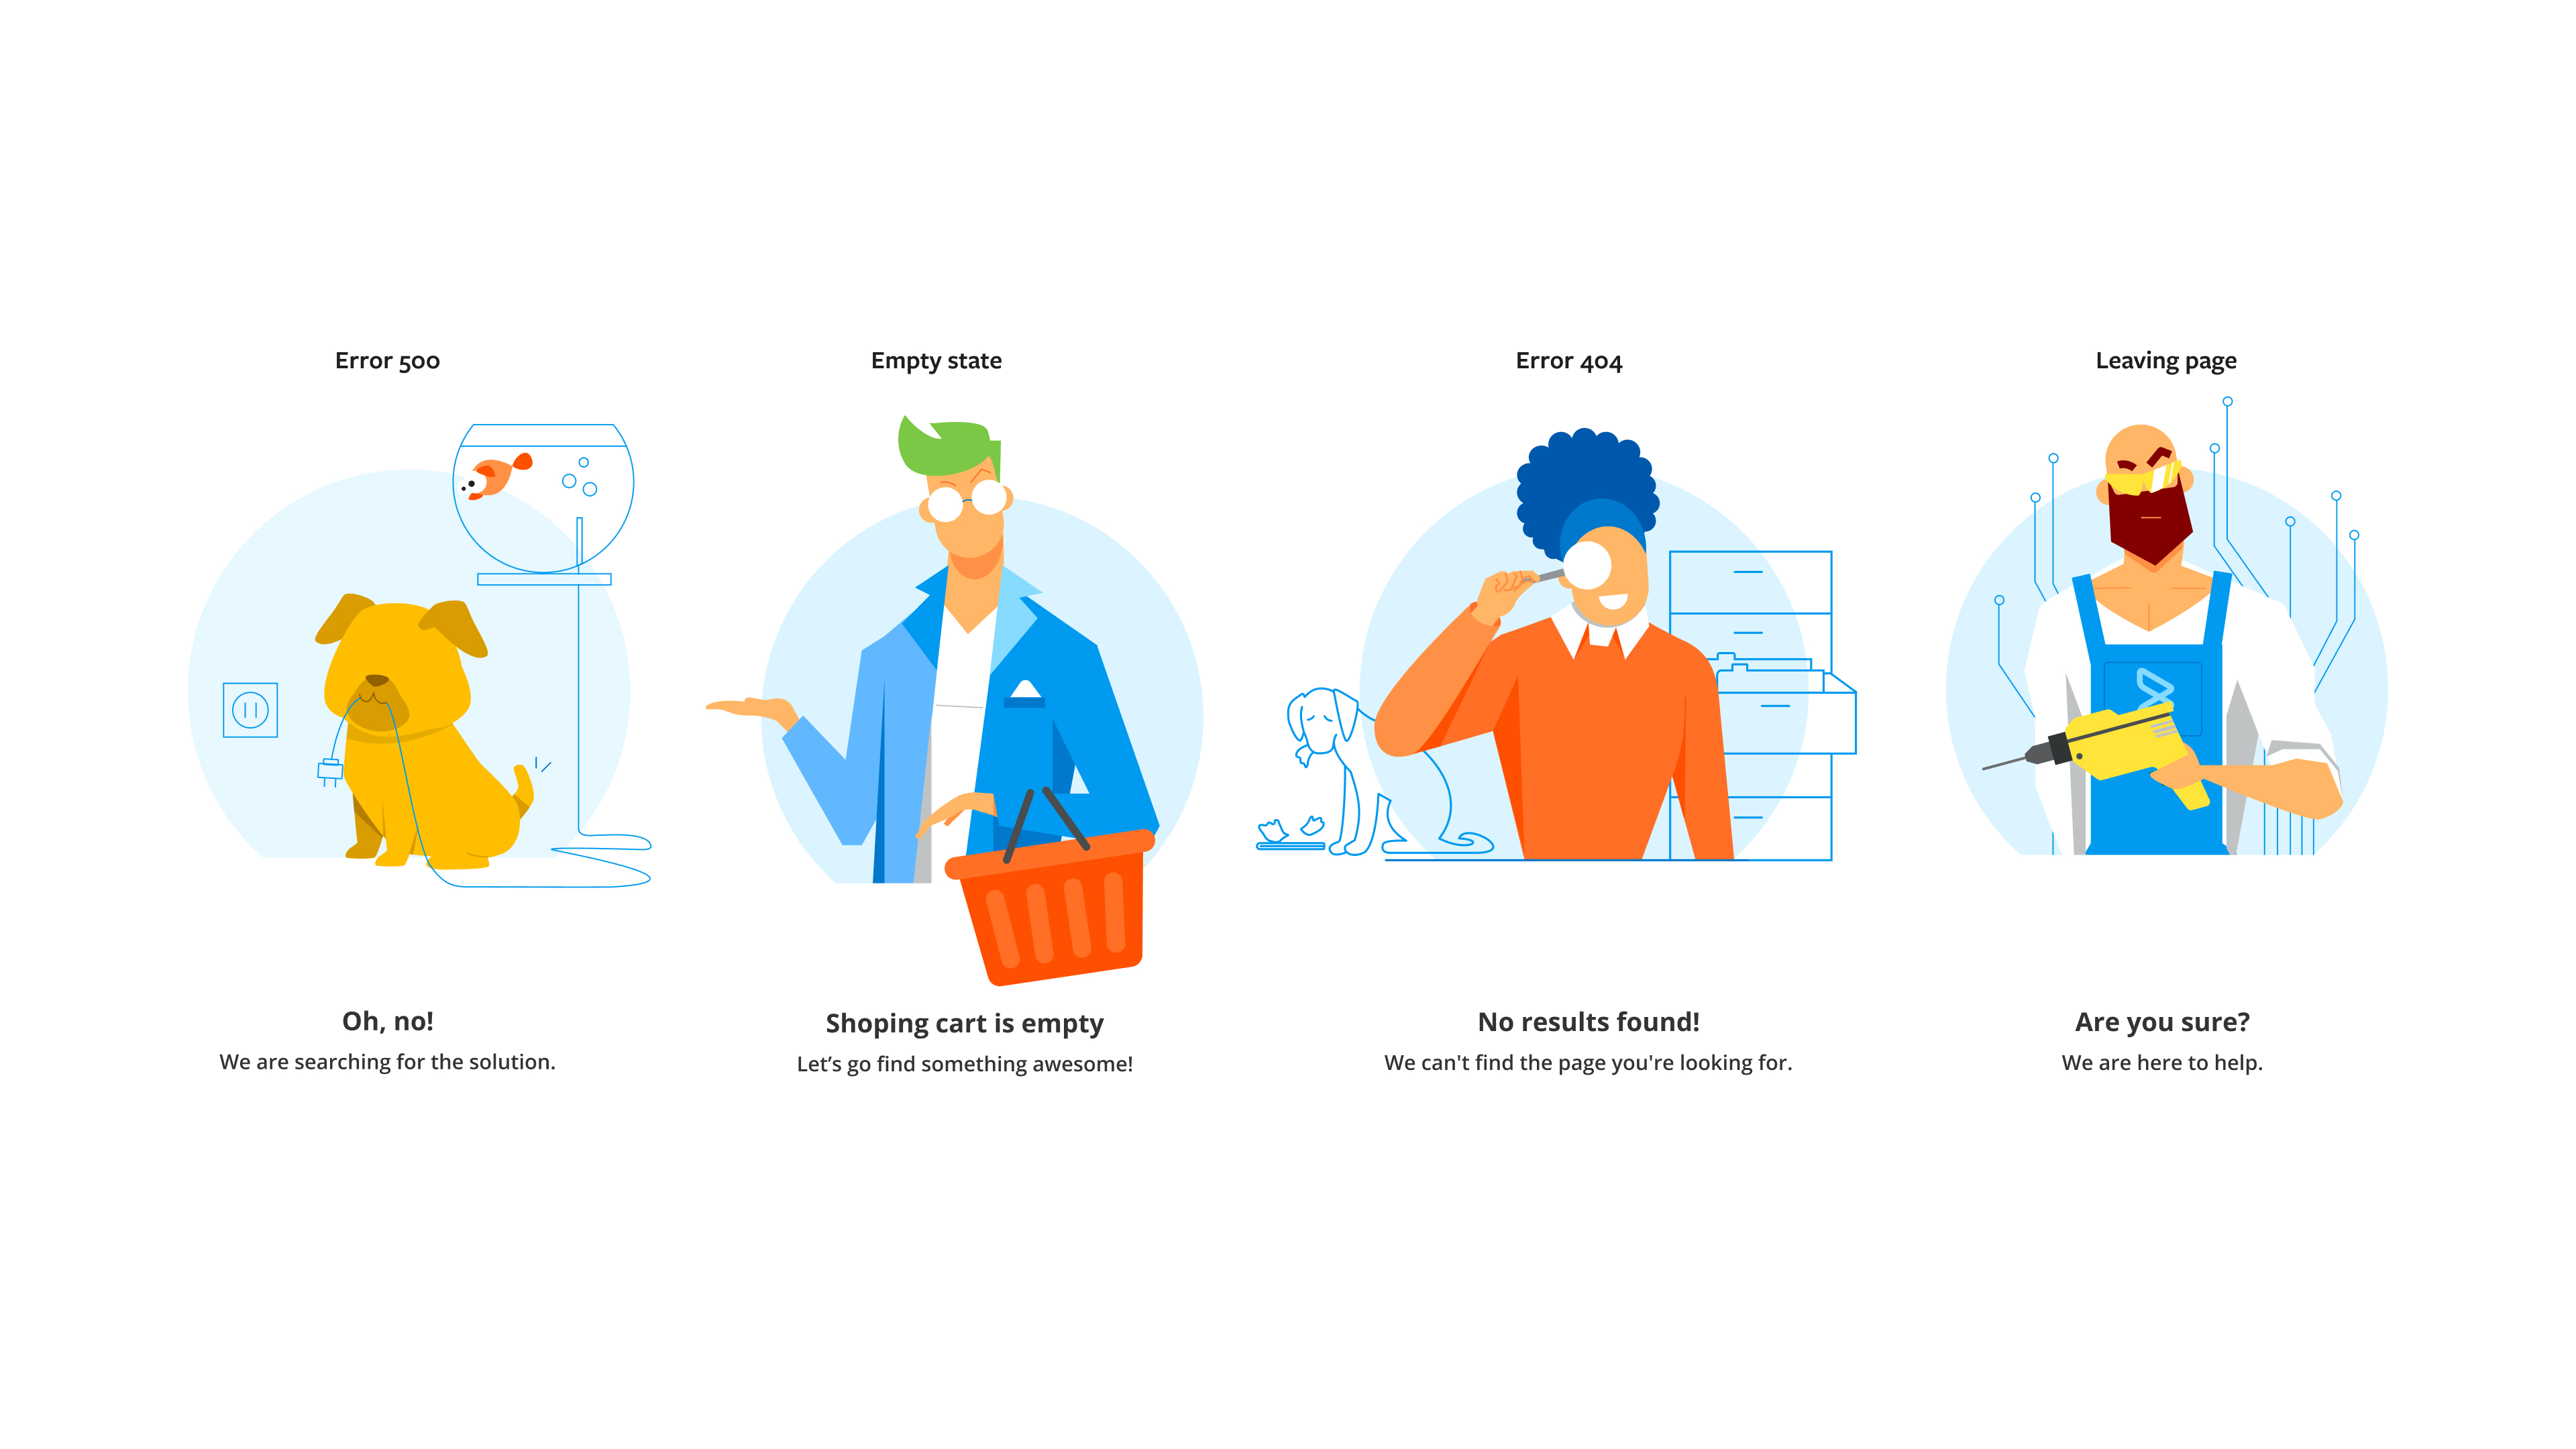 Error 500
Empty state
Error 404
Leaving page
Oh, no!
We are searching for the solution.
Shoping cart is empty
Let’s go find something awesome!
No results found!
We can't find the page you're looking for.
Are you sure?
We are here to help.